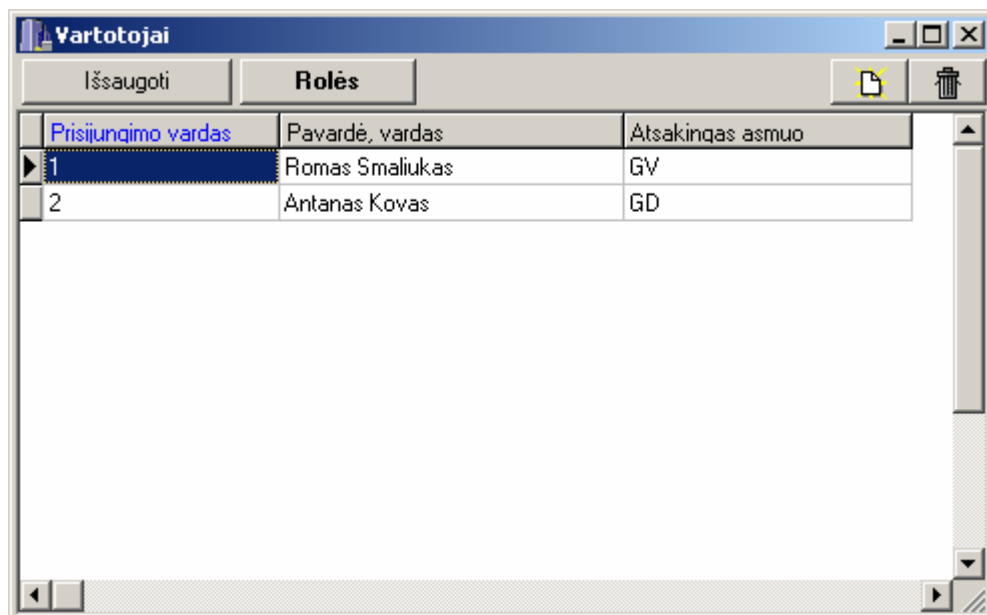 Vartotojai
Išsaugoti Rolės
Prisijungimo vardas Pavardė, vardas Atsakingas asmuo
1 Romas Smaliukas GV
2 Antanas Kovas GD